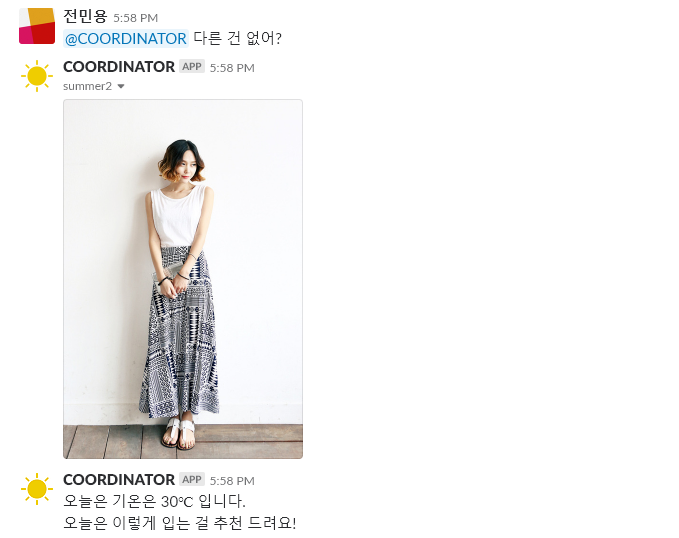 전민용 5:58 PM
@COORDINATOR 다른 건 없어?
COORDINATOR APP 5:58 PM
summer2
COORDINATOR APP 5:58 PM
오늘은 기온은 30℃ 입니다.
오늘은 이렇게 입는 걸 추천 드려요!